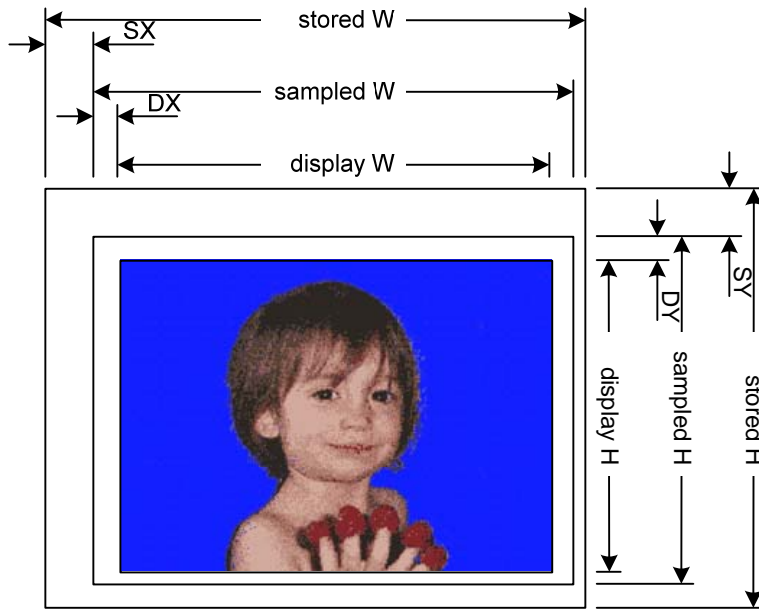 stored W
SX
sampled W
DX
display W
SY
DY
display H
sampled H
stored H